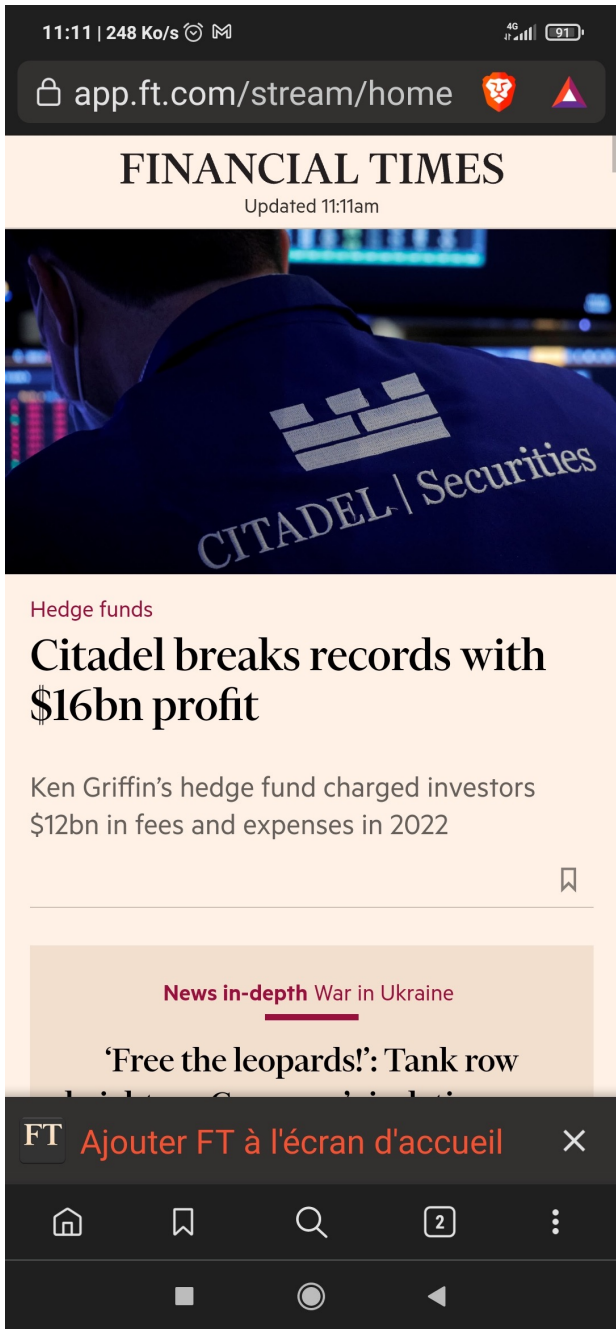 11:11 | 248 Ko/s
4G
91
app.ft.com/stream/home
FINANCIAL TIMES
Updated 11:11am
CITADEL | Securities
Hedge funds
Citadel breaks records with
$16bn profit
Ken Griffin's hedge fund charged investors
$12bn in fees and expenses in 2022
News in-depth War in Ukraine
‘Free the leopards!’: Tank row
FT Ajouter FT à l'écran d'accueil
2